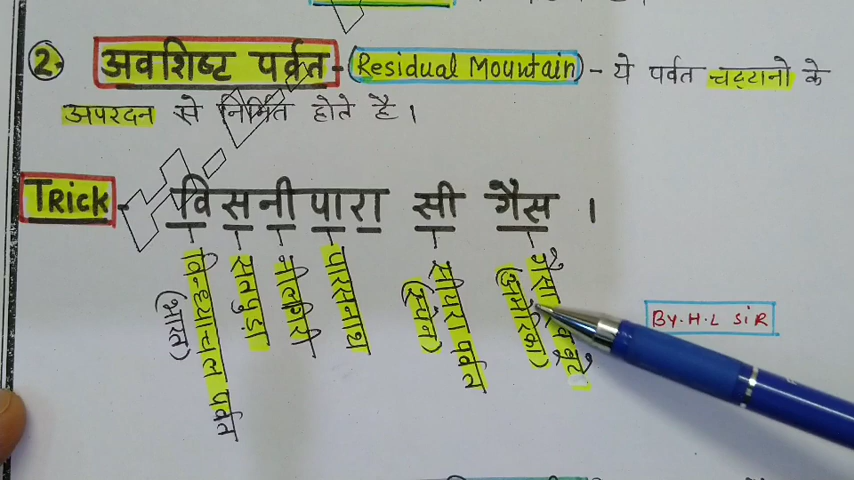 2. अवशिष्ट पर्वत - (Residual Mountain) - ये पर्वत चट्टानो के
अपरदन से निर्मित होते है।
Trick - विसनीपारा सी गैस ।
विन्ध्याचल पर्वत
(भारत)
सतपुड़ा
नीलगिरी
पारसनाथ
सीयरा पर्वत
(स्पेन)
गैसा
(अमेरिका)
BY. H.L SIR